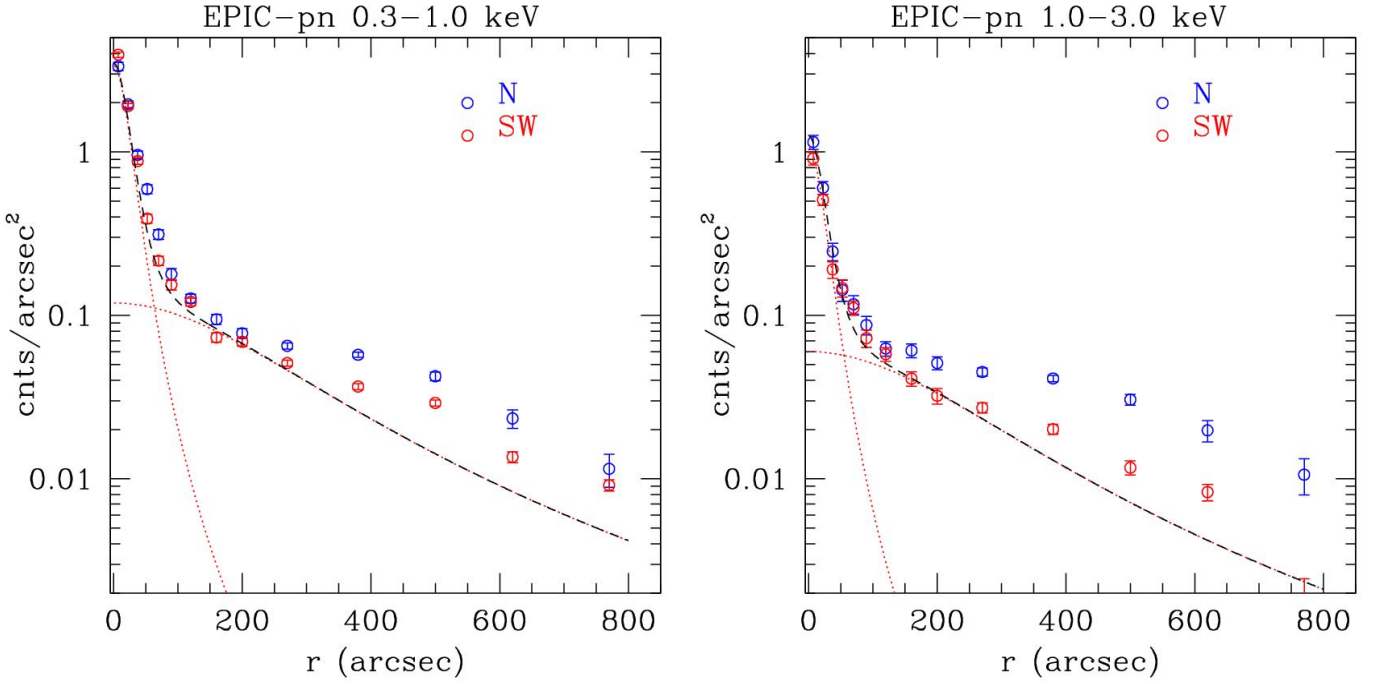 EPIC-pn 0.3-1.0 keV
N
SW
1
0.1
0.01
cnts/arcsec²
0 200 400 600 800
r (arcsec)
EPIC-pn 1.0-3.0 keV
N
SW
1
0.1
0.01
cnts/arcsec²
0 200 400 600 800
r (arcsec)